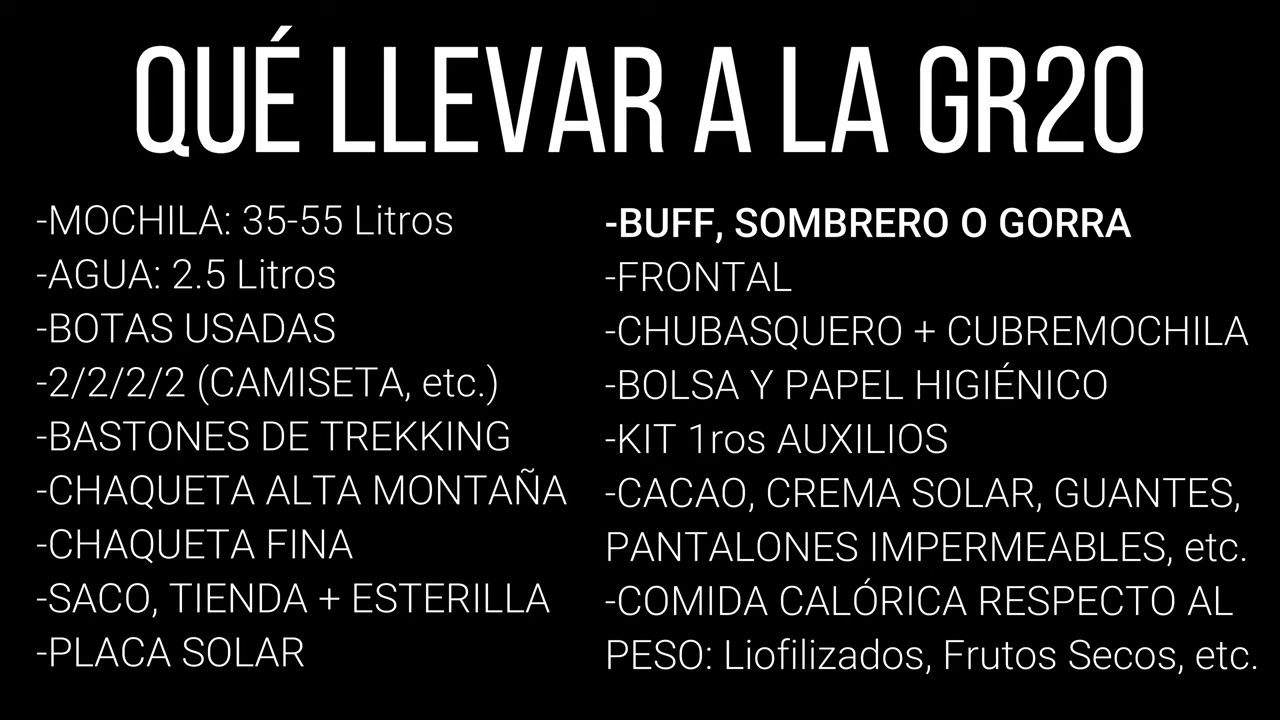 QUÉ LLEVAR A LA GR20
-MOCHILA: 35-55 Litros
-AGUA: 2.5 Litros
-BOTAS USADAS
-2/2/2/2 (CAMISETA, etc.)
-BASTONES DE TREKKING
-CHAQUETA ALTA MONTAÑA
-CHAQUETA FINA
-SACO, TIENDA + ESTERILLA
-PLACA SOLAR
-BUFF, SOMBRERO O GORRA
-FRONTAL
-CHUBASQUERO + CUBREMOCHILA
-BOLSA Y PAPEL HIGIÉNICO
-KIT 1ros AUXILIOS
-CACAO, CREMA SOLAR, GUANTES,
PANTALONES IMPERMEABLES, etc.
-COMIDA CALÓRICA RESPECTO AL
PESO: Liofilizados, Frutos Secos, etc.